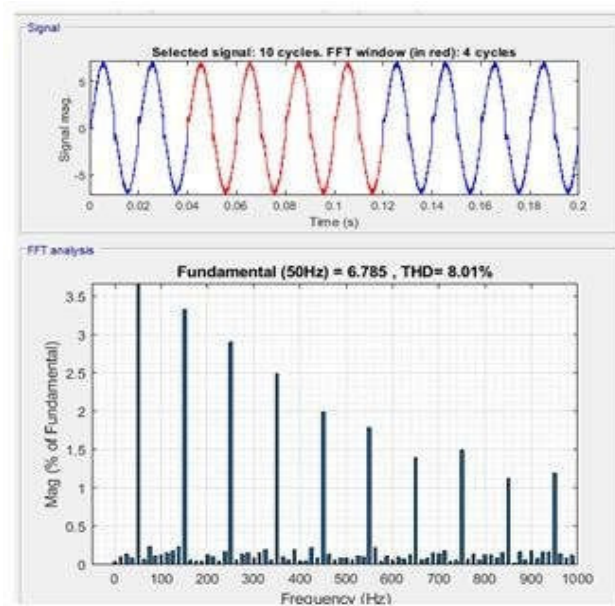 Signal
Selected signal: 10 cycles. FFT window (in red): 4 cycles
Signal mag.
5
0
-5
0 0.02 0.04 0.06 0.08 0.1 0.12 0.14 0.16 0.18 0.2
Time (s)
FFT analysis
Fundamental (50Hz) = 6.785 , THD= 8.01%
Mag (% of Fundamental)
3.5
3
2.5
2
1.5
1
0.5
0
0 100 200 300 400 500 600 700 800 900 1000
Frequency (Hz)